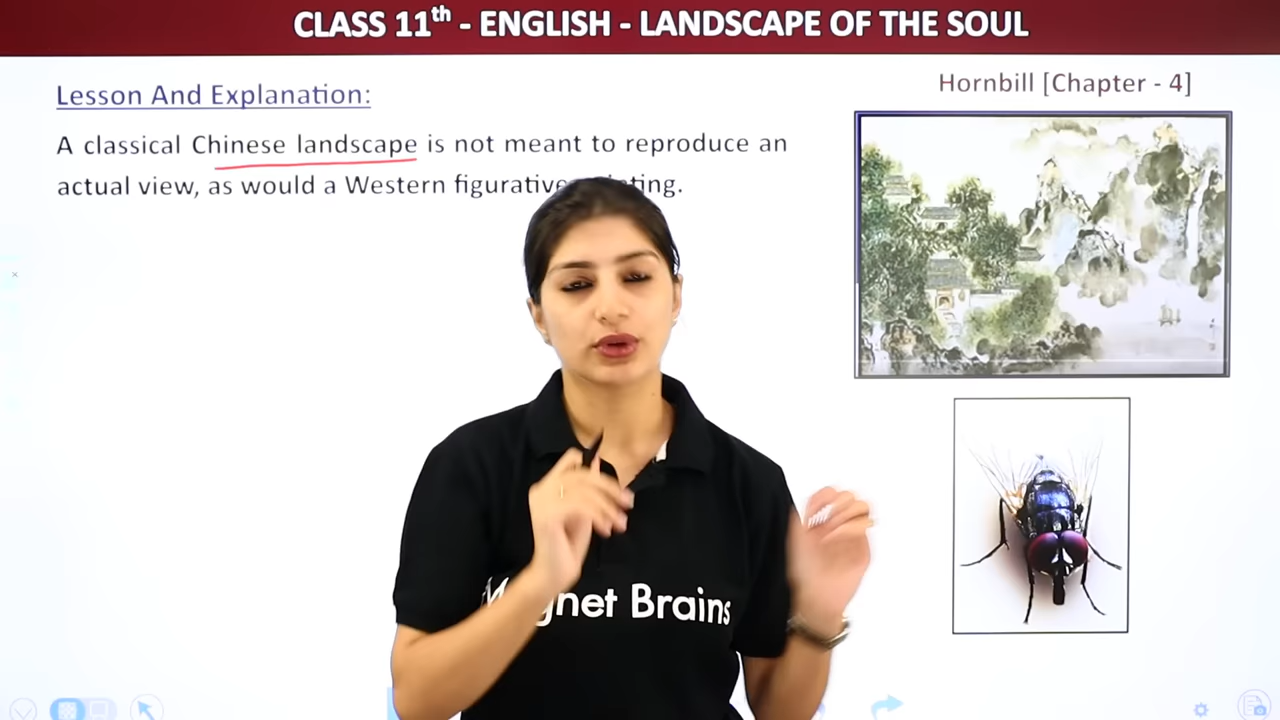 CLASS 11th - ENGLISH - LANDSCAPE OF THE SOUL
Lesson And Explanation:
Hornbill [Chapter - 4]
A classical Chinese landscape is not meant to reproduce an
actual view, as would a Western figurative
Brains